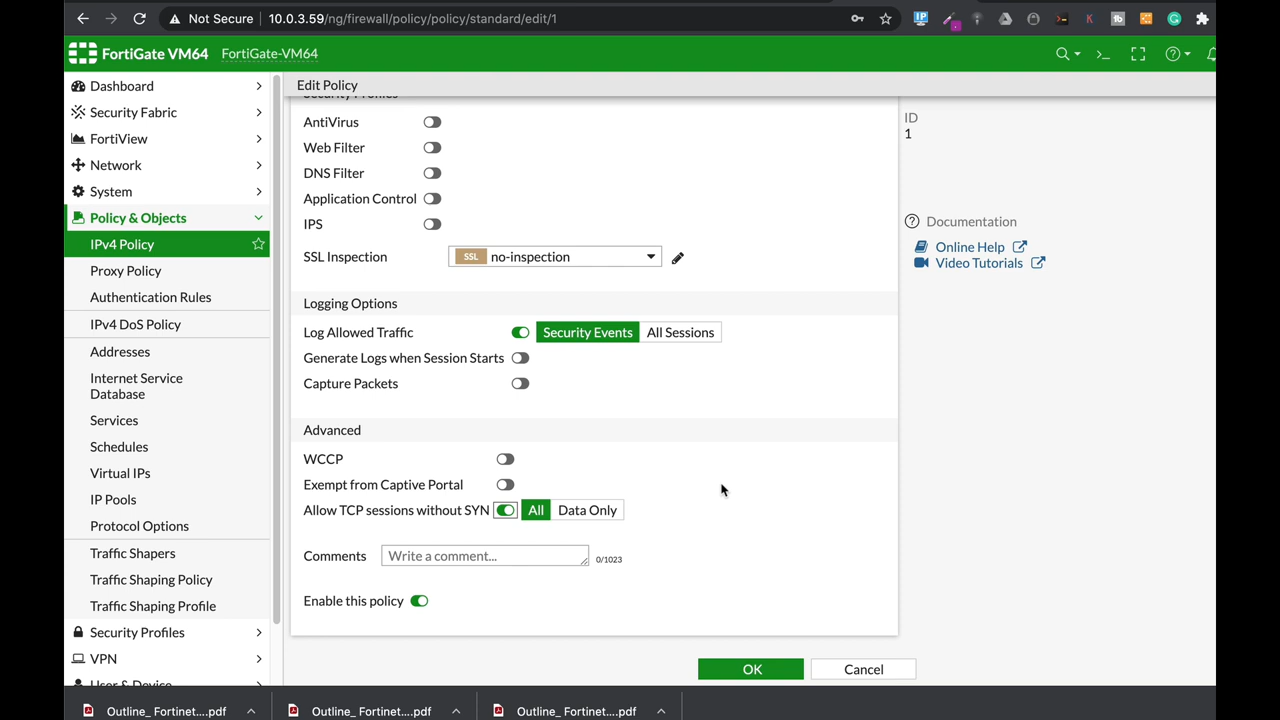 Not Secure 10.0.3.59/ng/firewall/policy/policy/standard/edit/1
FortiGate VM64 FortiGate-VM64
Dashboard
Security Fabric
FortiView
Network
System
Policy & Objects
IPv4 Policy
Proxy Policy
Authentication Rules
IPv4 DoS Policy
Addresses
Internet Service
Database
Services
Schedules
Virtual IPs
IP Pools
Protocol Options
Traffic Shapers
Traffic Shaping Policy
Traffic Shaping Profile
Security Profiles
VPN
User & Device
Edit Policy
Security Profiles
AntiVirus
Web Filter
DNS Filter
Application Control
IPS
SSL Inspection SSL no-inspection
Logging Options
Log Allowed Traffic Security Events All Sessions
Generate Logs when Session Starts
Capture Packets
Advanced
WCCP
Exempt from Captive Portal
Allow TCP sessions without SYN All Data Only
Comments Write a comment... 0/1023
Enable this policy
OK Cancel
ID
1
Documentation
Online Help
Video Tutorials
Outline_ Fortinet....pdf Outline_ Fortinet....pdf Outline_ Fortinet....pdf